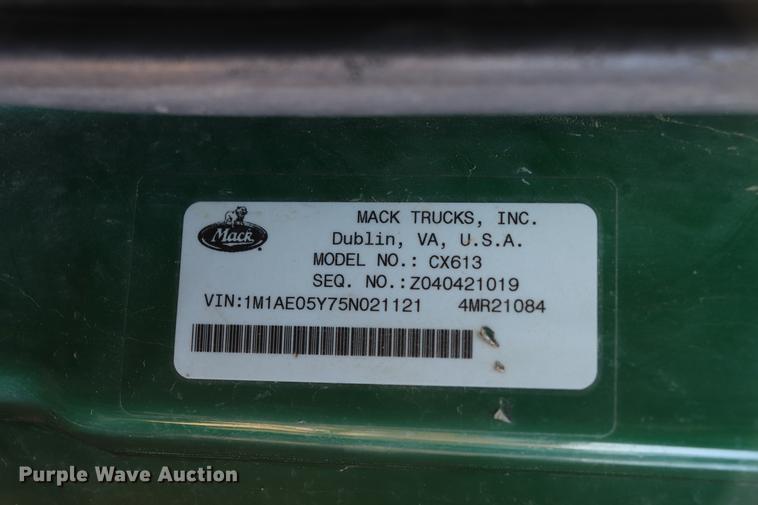 MACK TRUCKS, INC.
Mack
Dublin, VA, U.S.A.
MODEL NO.: CX613
SEQ. NO.:Z040421019
VIN:1M1AE05Y75N021121 4MR21084
Purple Wave Auction